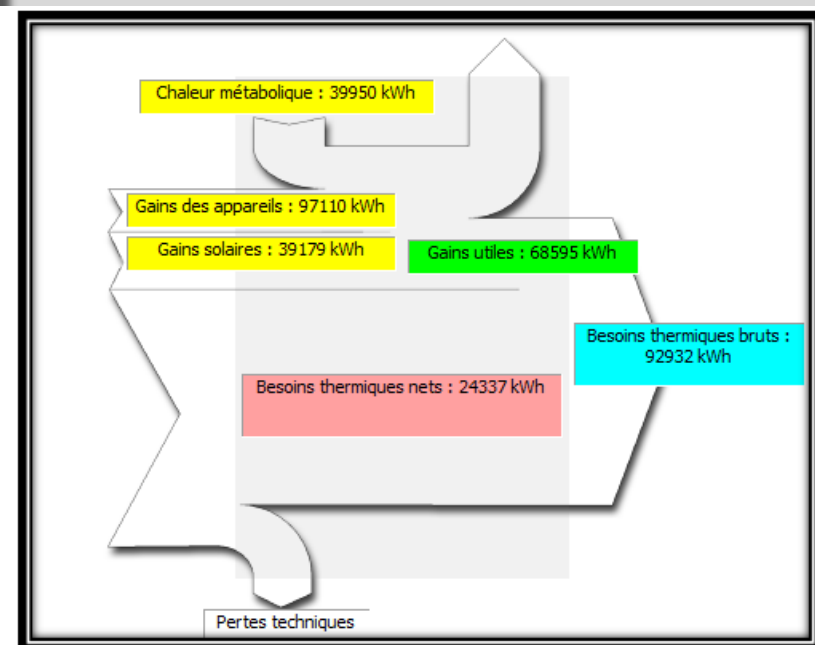 Chaleur métabolique : 39950 kWh
Gains des appareils : 97110 kWh
Gains solaires : 39179 kWh
Gains utiles : 68595 kWh
Besoins thermiques bruts :
92932 kWh
Besoins thermiques nets : 24337 kWh
Pertes techniques